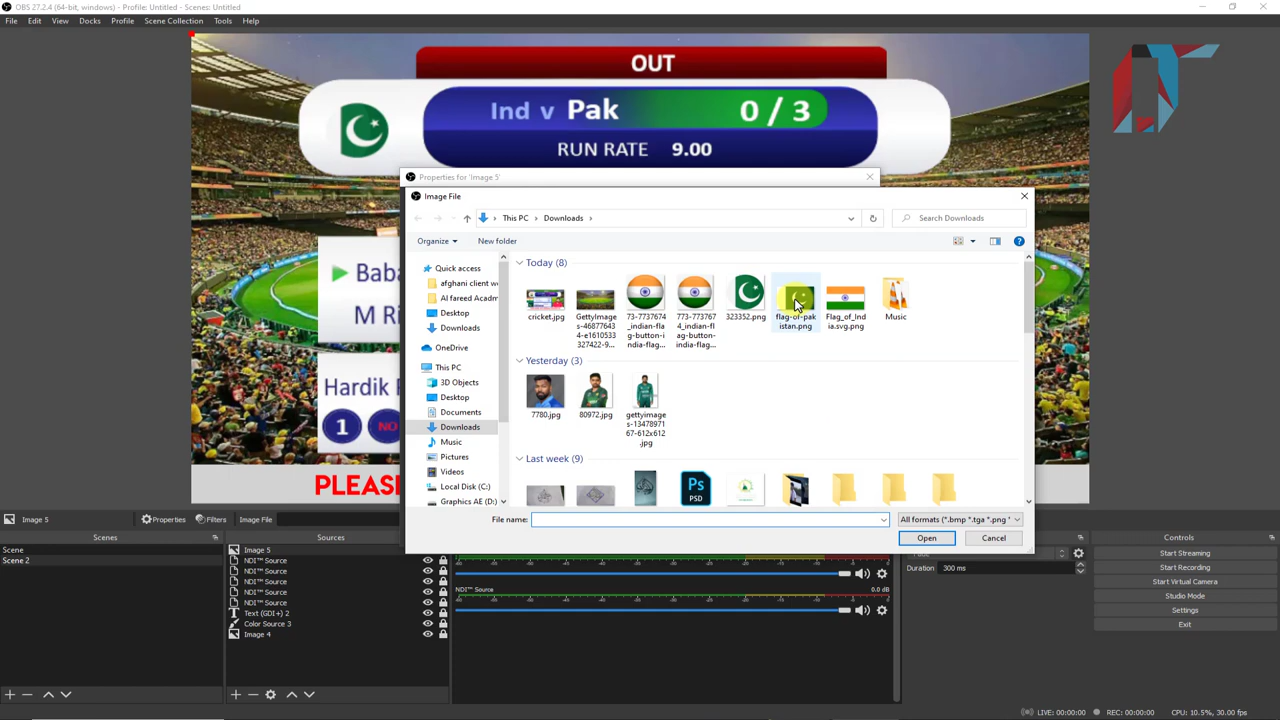 OBS 27.2.4 (64-bit, windows) - Profile: Untitled - Scenes: Untitled
File Edit View Docks Profile Scene Collection Tools Help
OUT
Ind v Pak 0 / 3
RUN RATE 9.00
Properties for 'Image 5'
Image File
This PC > Downloads >
Search Downloads
Organize
New folder
Quick access
afghani client w
Al fareed Acadm
Desktop
Downloads
OneDrive
This PC
3D Objects
Desktop
Documents
Downloads
Music
Pictures
Videos
Local Disk (C:)
Graphics AE (D:)
Today (8)
cricket.jpg
GettyImages-468776434-e1610533327422-9...
773-7737674_indian-flag-button-india-flag...
773-7737674_indian-flag-button-india-flag...
323352.png
flag-of-pakistan.png
Flag_of_India.svg.png
Music
Yesterday (3)
7780.jpg
80972.jpg
gettyimages-1347897167-612x612.jpg
Last week (9)
Ps
PSD
File name:
All formats (*.bmp *.tga *.png *
Open
Cancel
Baba
M Ri
Hardik P
1 NO
PLEAS
Image 5
Properties
Filters
Image File
Scenes
Scene
Scene 2
Sources
Image 5
NDI™ Source
NDI™ Source
NDI™ Source
NDI™ Source
NDI™ Source
Text (GDI+) 2
Color Source 3
Image 4
NDI™ Source
0.0 dB
Duration 300 ms
Controls
Start Streaming
Start Recording
Start Virtual Camera
Studio Mode
Settings
Exit
LIVE: 00:00:00
REC: 00:00:00
CPU: 10.5%, 30.00 fps